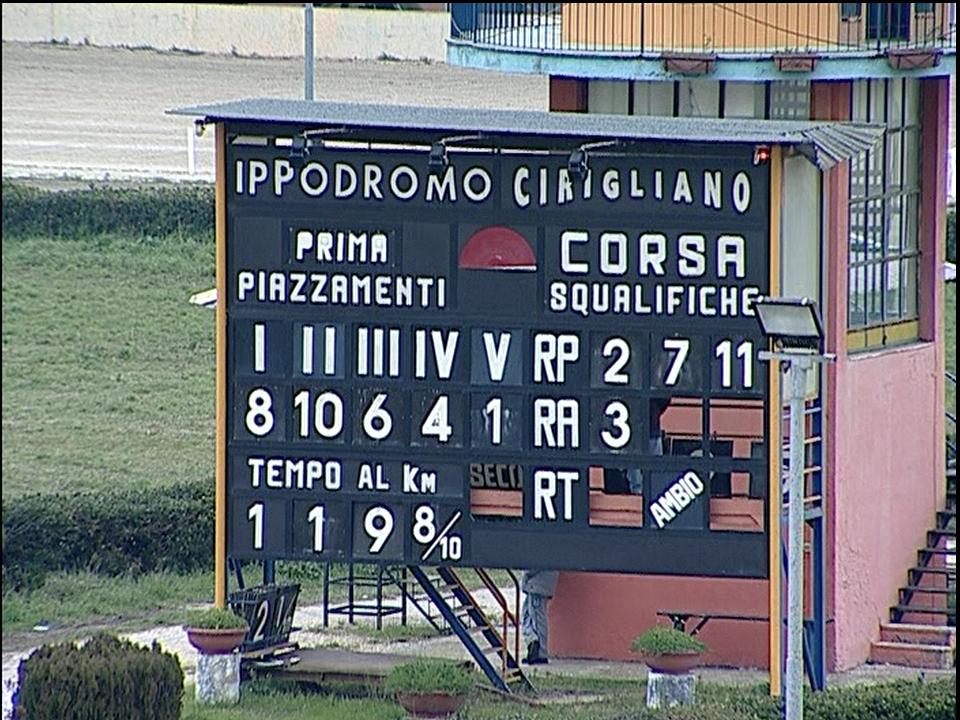 IPPODROMO CIRIGLIANO
PRIMA CORSA
PIAZZAMENTI SQUALIFICHE
I II III IV V RP 2 7 11
8 10 6 4 1 RA 3
TEMPO AL Km RT AMBIO
1 1 9 8/10